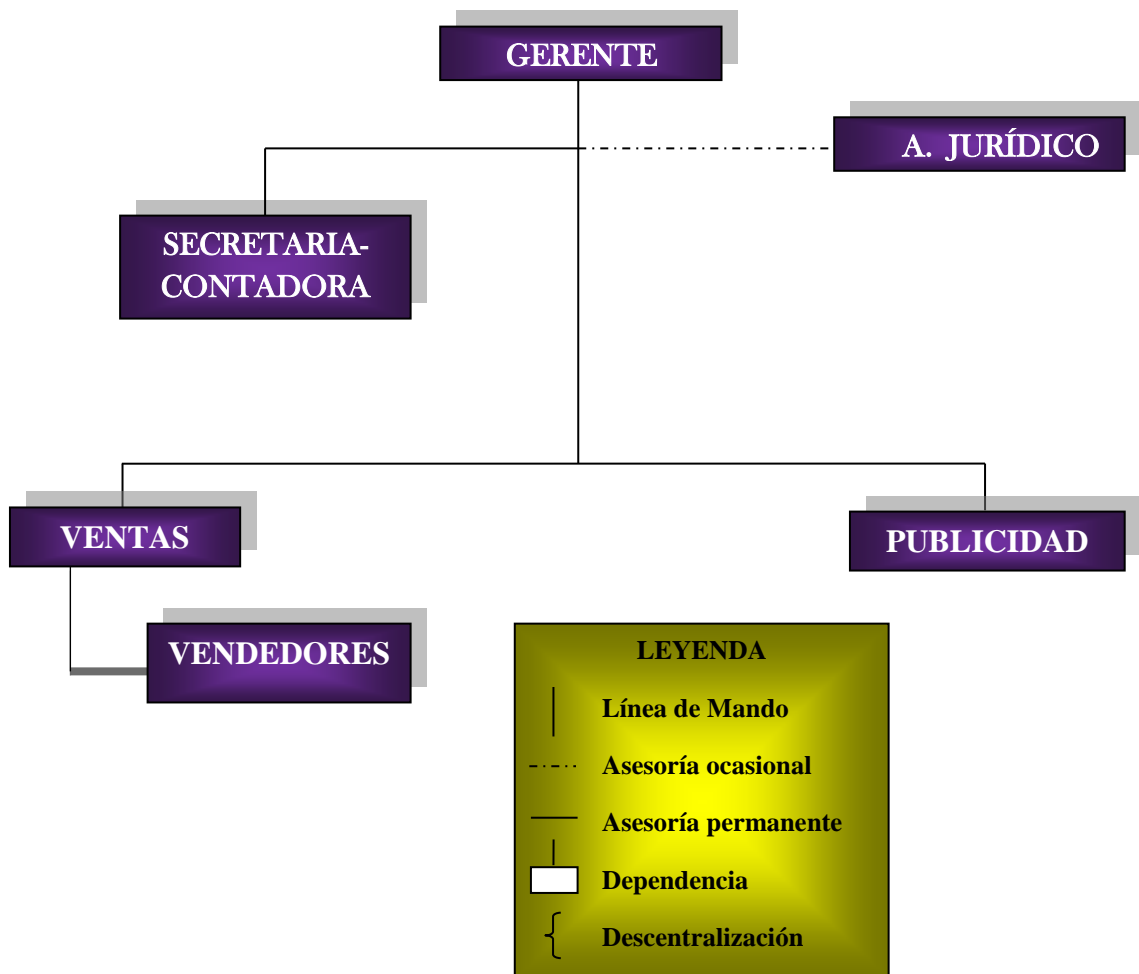 GERENTE
A. JURÍDICO
SECRETARIA-
CONTADORA
VENTAS
PUBLICIDAD
VENDEDORES
LEYENDA
Línea de Mando
Asesoría ocasional
Asesoría permanente
Dependencia
Descentralización